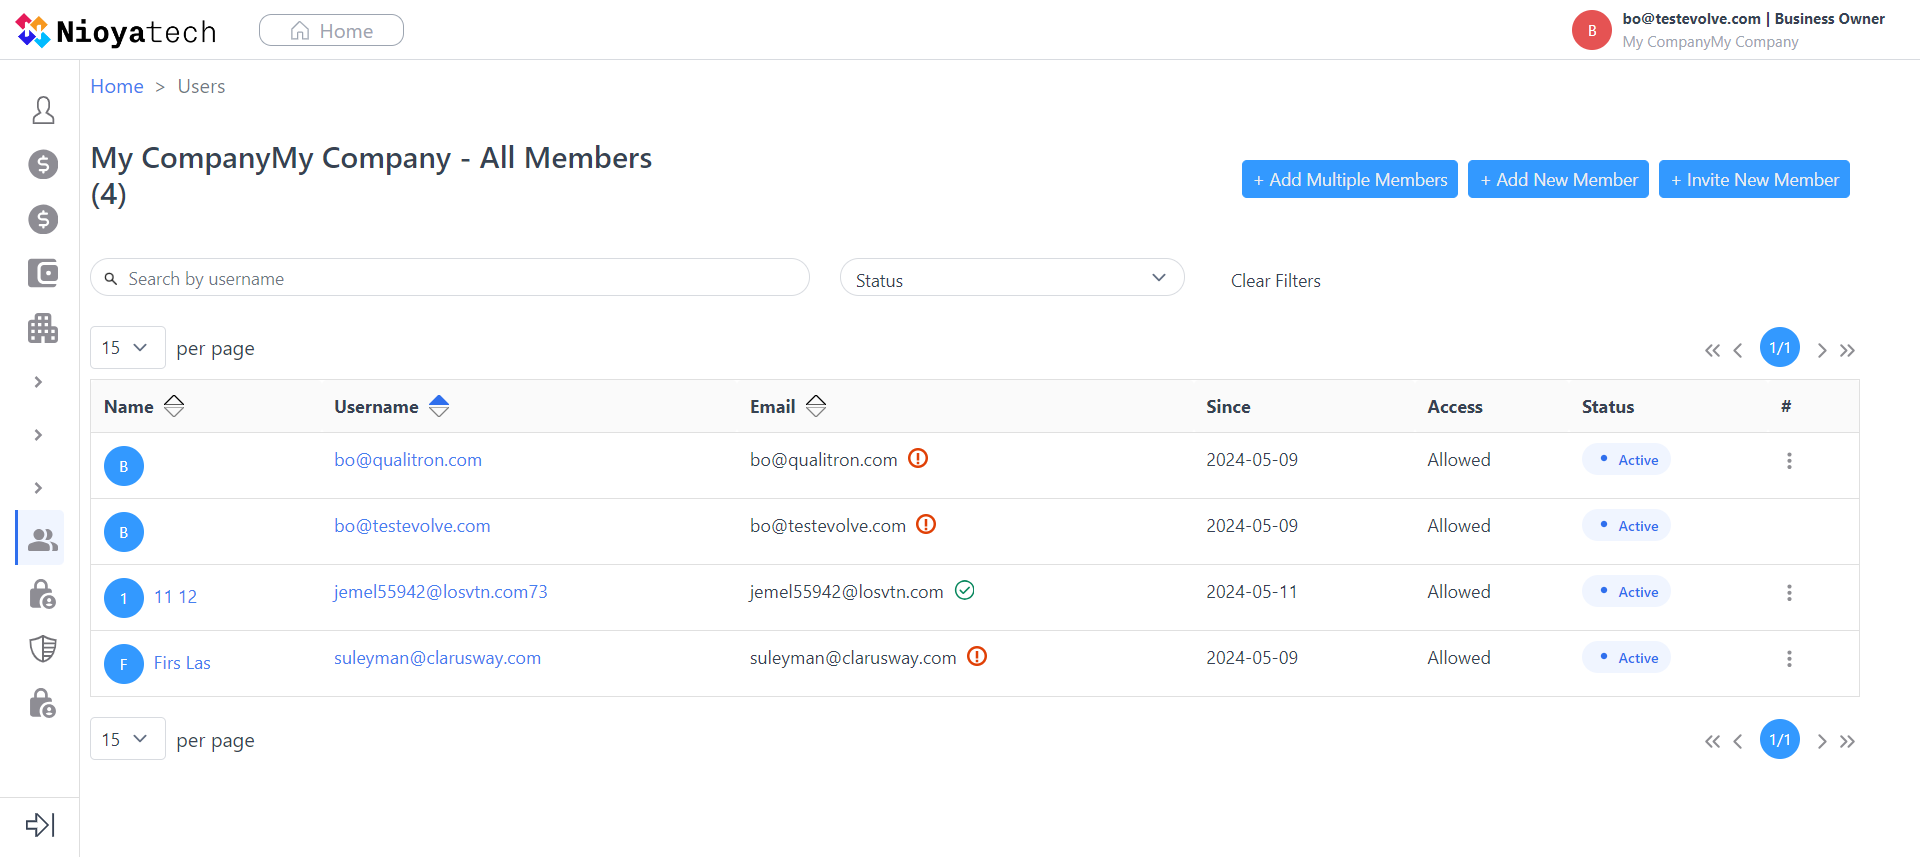 Nioyatech
Home
B
bo@testevolve.com | Business Owner
My CompanyMy Company
Home > Users
My CompanyMy Company - All Members
(4)
+ Add Multiple Members
+ Add New Member
+ Invite New Member
Search by username
Status
Clear Filters
15
per page
1/1
Name Username Email Since Access Status #
B bo@qualitron.com bo@qualitron.com 2024-05-09 Allowed Active
B bo@testevolve.com bo@testevolve.com 2024-05-09 Allowed Active
1 11 12 jemel55942@losvtn.com73 jemel55942@losvtn.com 2024-05-11 Allowed Active
F Firs Las suleyman@clarusway.com suleyman@clarusway.com 2024-05-09 Allowed Active
15
per page
1/1